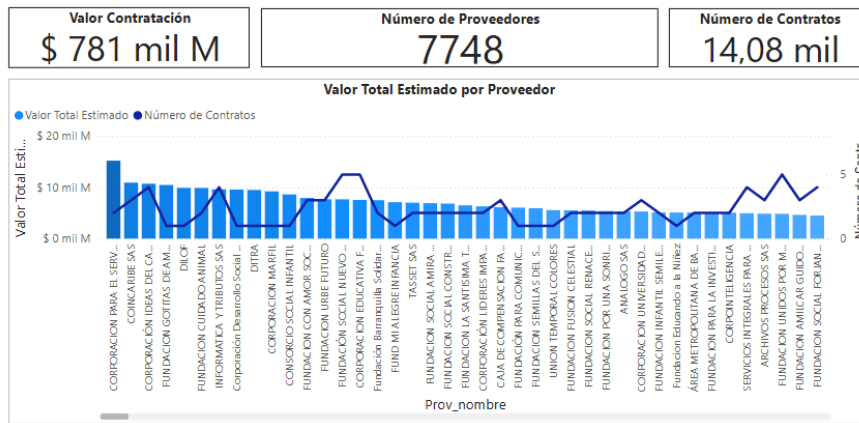 Valor Contratación
$ 781 mil M
Número de Proveedores
7748
Número de Contratos
14,08 mil
Valor Total Estimado por Proveedor
Valor Total Estimado Número de Contratos
Valor Total Esti...
$ 20 mil M
$ 10 mil M
$ 0 mil M
5
0
Número de Contr...
CORPORACION PARA EL SERV...
COINCARIBE SAS
CORPORACIÓN IDEAS DEL CA...
FUNDACION GOTITAS DE AM...
DILOF
FUNDACION CUIDADO ANIMAL
INFORMATICA Y TRIBUTOS SAS
Corporación Desarrollo Social ...
DITRA
CORPORACION MARFIL
CONSORCIO SOCIAL INFANTIL
FUNDACION CON AMOR SOC...
FUNDACION URBE FUTURO
FUNDACIÓN SOCIAL NUEVO ...
CORPORACION EDUCATIVA F...
Fundación Barranquilla Solidar...
FUND MI ALEGRE INFANCIA
TASSET SAS
FUNDACION SOCIAL AMIRA ...
FUNDACION SOCIAL CONSTR...
FUNDACION LA SANTISIMA T...
CORPORACIÓN LIDERES IMPA...
CAJA DE COMPENSACION FA...
FUNDACIÓN PARA COMUNIC...
FUNDACION SEMILLAS DEL S...
UNION TEMPORAL COLORES
FUNDACION FUSION CELESTIAL
FUNDACION SOCIAL RENACE...
FUNDACION POR UNA SONRI...
ANALOGO SAS
CORPORACION UNIVERSIDA D...
FUNDACION INFANTIL SEMILE...
Fundacion Educando a la Niñez
ÁREA METROPOLITANA DE BA...
FUNDACION PARA LA INVESTI...
CORPOINTELIGENCIA
SERVICIOS INTEGRALES PARA ...
ARCHIVOS PROCESOS SAS
FUNDACION UNIDOS POR M...
FUNDACION AMILCAR GUIDO...
FUNDACION SOCIAL FORJAN ...
Prov_nombre